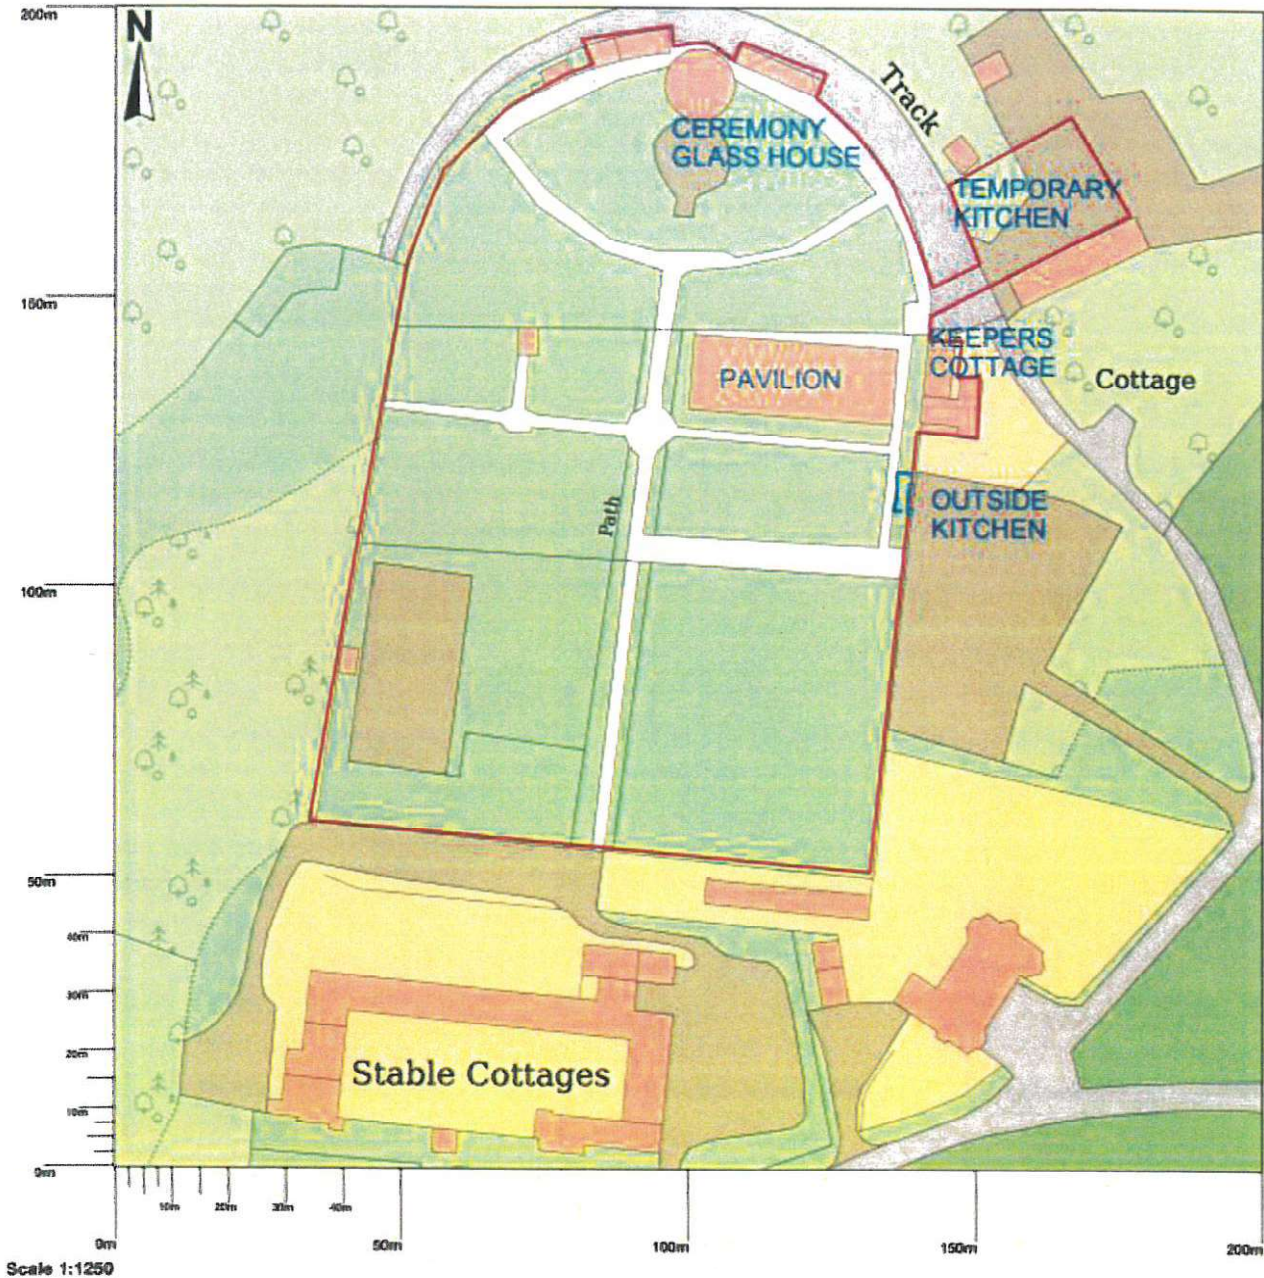 200m
N
Track
CEREMONY
GLASS HOUSE
TEMPORARY
KITCHEN
150m
KEEPERS
COTTAGE
PAVILION
Cottage
Path
OUTSIDE
KITCHEN
100m
50m
40m
30m
20m
Stable Cottages
10m
0m
10m
20m
30m
40m
0m
50m
100m
150m
200m
Scale 1:1250